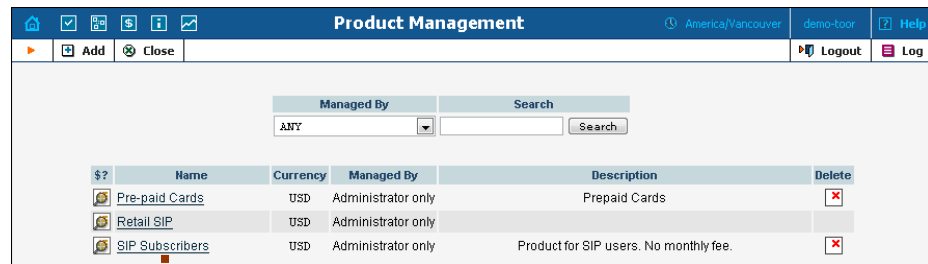 Product Management America/Vancouver demo-toor Help
Add Close Logout Log
Managed By Search
ANY Search
$? Name Currency Managed By Description Delete
Pre-paid Cards USD Administrator only Prepaid Cards
Retail SIP USD Administrator only
SIP Subscribers USD Administrator only Product for SIP users. No monthly fee.